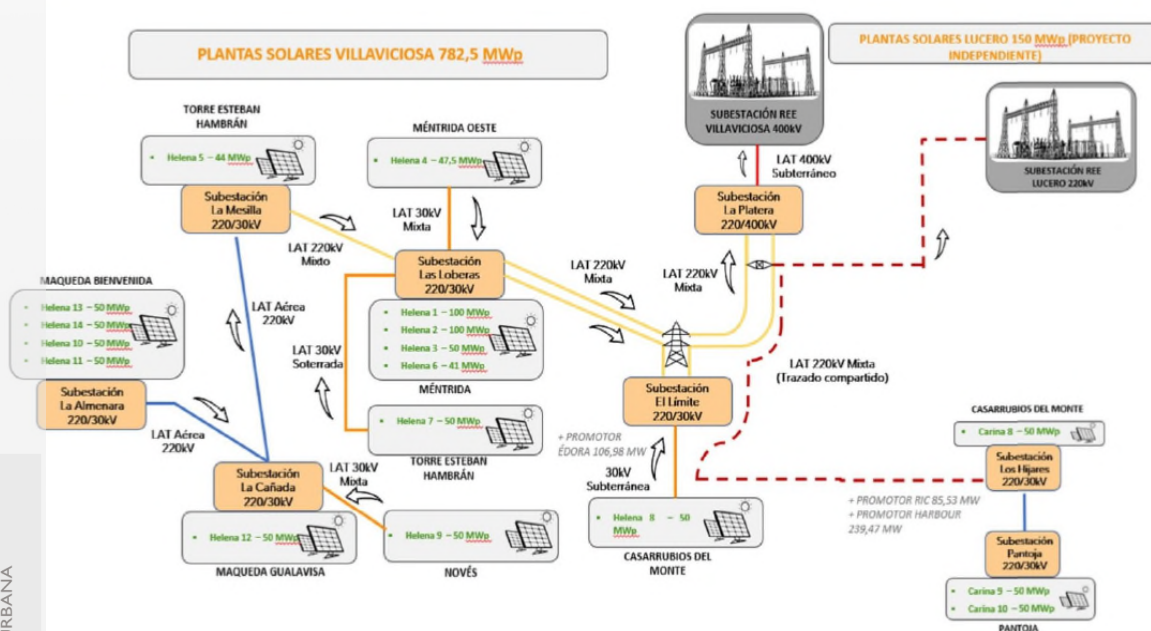 PLANTAS SOLARES VILLAVICIOSA 782,5 MWp
PLANTAS SOLARES LUCERO 150 MWp (PROYECTO
INDEPENDIENTE)
SUBESTACIÓN REE
VILLAVICIOSA 400kV
SUBESTACIÓN REE
LUCERO 220kV
LAT 400kV
Subterráneo
Subestación
La Platera
220/400kV
TORRE ESTEBAN
HAMBRÁN
Helena 5 – 44 MWp
Subestación
La Mesilla
220/30kV
MÉNTRIDA OESTE
Helena 4 – 47,5 MWp
LAT 30kV
Mixta
LAT 220kV
Mixto
Subestación
Las Loberas
220/30kV
Helena 1 – 100 MWp
Helena 2 – 100 MWp
Helena 3 – 50 MWp
Helena 6 – 41 MWp
MÉNTRIDA
LAT 220kV
Mixta
LAT 220kV
Mixta
MAQUEDA BIENVENIDA
Helena 13 – 50 MWp
Helena 14 – 50 MWp
Helena 10 – 50 MWp
Helena 11 – 50 MWp
Subestación
La Almenara
220/30kV
LAT Aérea
220kV
LAT Aérea
220kV
LAT 30kV
Soterrada
Helena 7 – 50 MWp
TORRE ESTEBAN
HAMBRÁN
Subestación
La Cañada
220/30kV
LAT 30kV
Mixta
Helena 12 – 50 MWp
MAQUEDA GUALAVISA
Helena 9 – 50 MWp
NOVÉS
Subestación
El Límite
220/30kV
+ PROMOTOR
ÉDORA 106,98 MW
30kV
Subterránea
Helena 8 – 50
MWp
CASARRUBIOS DEL
MONTE
LAT 220kV Mixta
(Trazado compartido)
CASARRUBIOS DEL MONTE
Carina 8 – 50 MWp
Subestación
Los Hijares
220/30kV
+ PROMOTOR RIC 85,53 MW
+ PROMOTOR HARBOUR
239,47 MW
Subestación
Pantoja
220/30kV
Carina 9 – 50 MWp
Carina 10 – 50 MWp
PANTOJA
URBANA